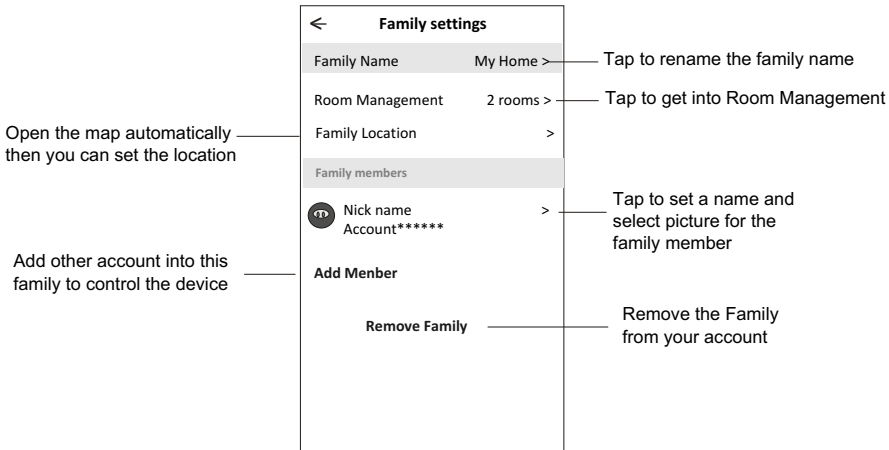 ← Family settings
Family Name My Home >
Tap to rename the family name
Room Management 2 rooms >
Tap to get into Room Management
Open the map automatically
then you can set the location
Family Location >
Family members
Nick name >
Account******
Tap to set a name and
select picture for the
family member
Add other account into this
family to control the device
Add Menber
Remove Family
Remove the Family
from your account